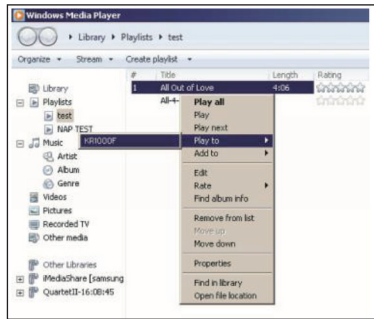 Windows Media Player
Library ▸ Playlists ▸ test
Organize Stream Create playlist
# Title Length Rating
1 All Out of Love 4:06
Library
Playlists
test
NAP TEST
Music
Artist
Album
Genre
Videos
Pictures
Recorded TV
Other media
Other Libraries
iMediaShare [samsung
QuartetII-16:0B:45
KR1000F
Play all
Play
Play next
Play to
Add to
Edit
Rate
Find album info
Remove from list
Move up
Move down
Properties
Find in library
Open file location